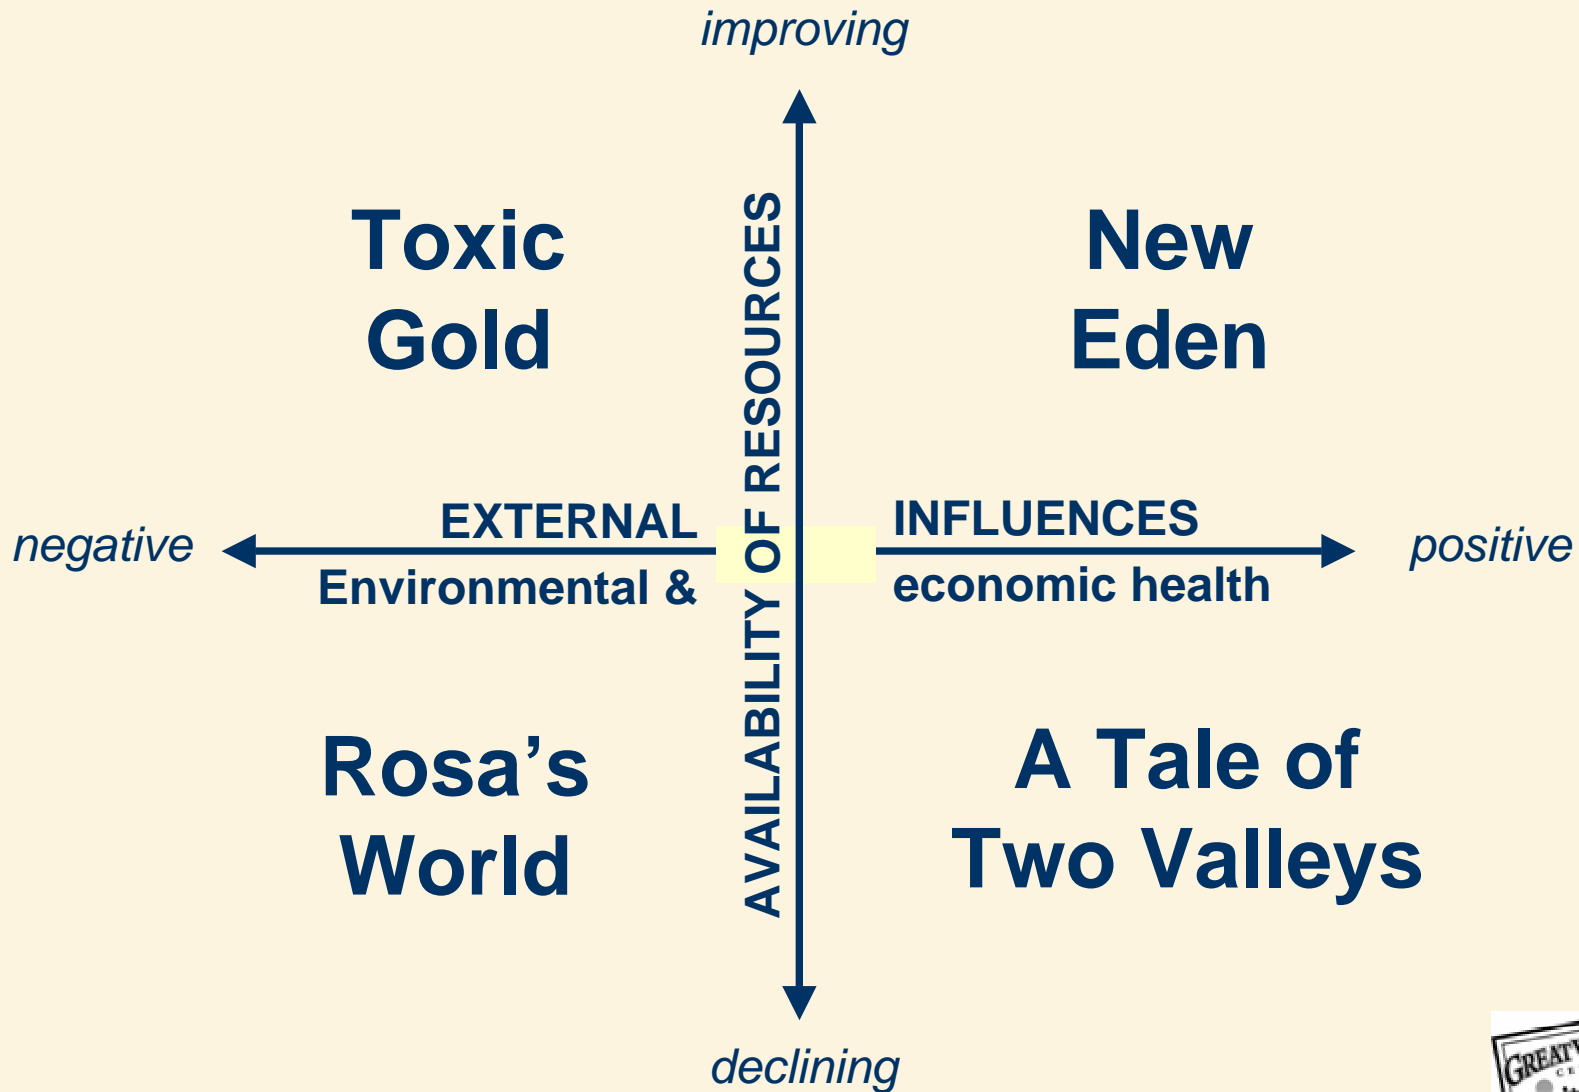 improving
Toxic
Gold
New
Eden
AVAILABILITY OF RESOURCES
EXTERNAL
INFLUENCES
negative
positive
Environmental &
economic health
Rosa’s
World
A Tale of
Two Valleys
declining